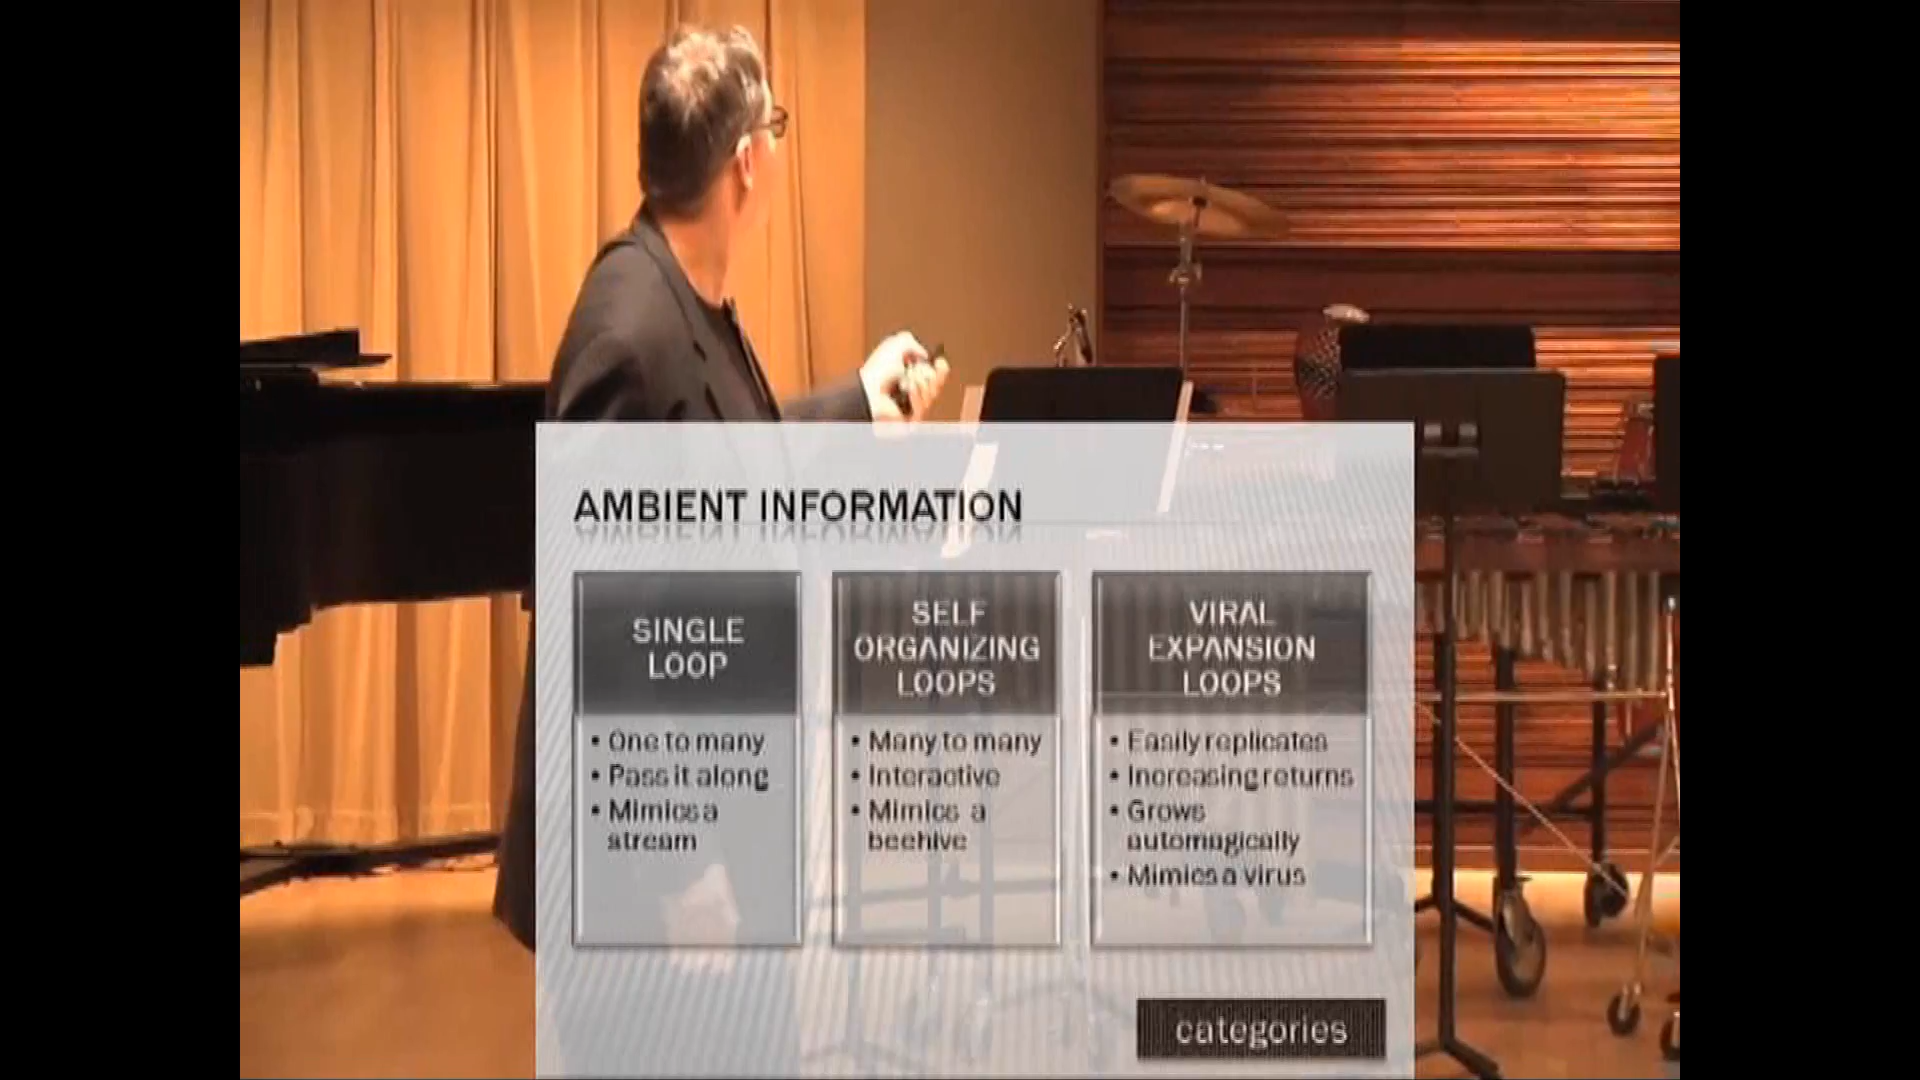 AMBIENT INFORMATION
SINGLE
LOOP
• One to many
• Pass it along
• Mimics a
stream
SELF
ORGANIZING
LOOPS
• Many to many
• Interactive
• Mimics a
beehive
VIRAL
EXPANSION
LOOPS
• Easily replicates
• Increasing returns
• Grows
automagically
• Mimics a virus
categories